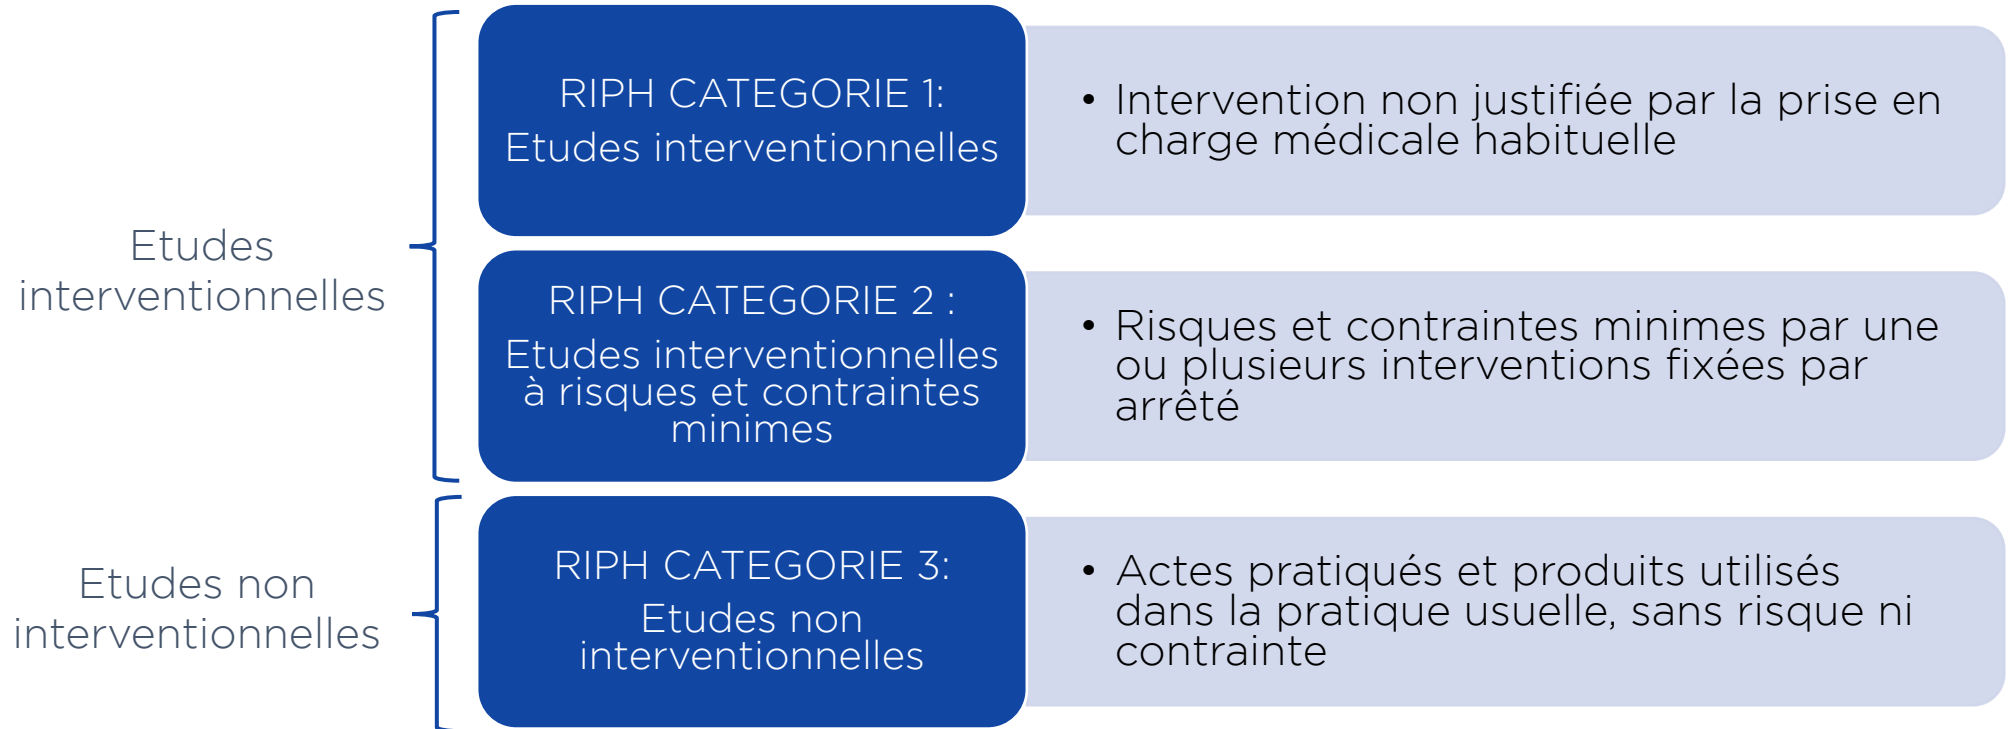 Etudes
interventionnelles
RIPH CATEGORIE 1:
Etudes interventionnelles
• Intervention non justifiée par la prise en
charge médicale habituelle
RIPH CATEGORIE 2 :
Etudes interventionnelles
à risques et contraintes
minimes
• Risques et contraintes minimes par une
ou plusieurs interventions fixées par
arrêté
Etudes non
interventionnelles
RIPH CATEGORIE 3:
Etudes non
interventionnelles
• Actes pratiqués et produits utilisés
dans la pratique usuelle, sans risque ni
contrainte